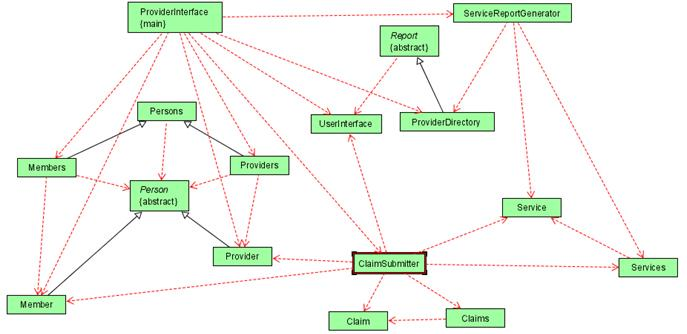 ProviderInterface
{main}
ServiceReportGenerator
Report
{abstract}
Persons
UserInterface
ProviderDirectory
Members
Providers
Person
{abstract}
Service
Provider
ClaimSubmitter
Services
Member
Claim
Claims